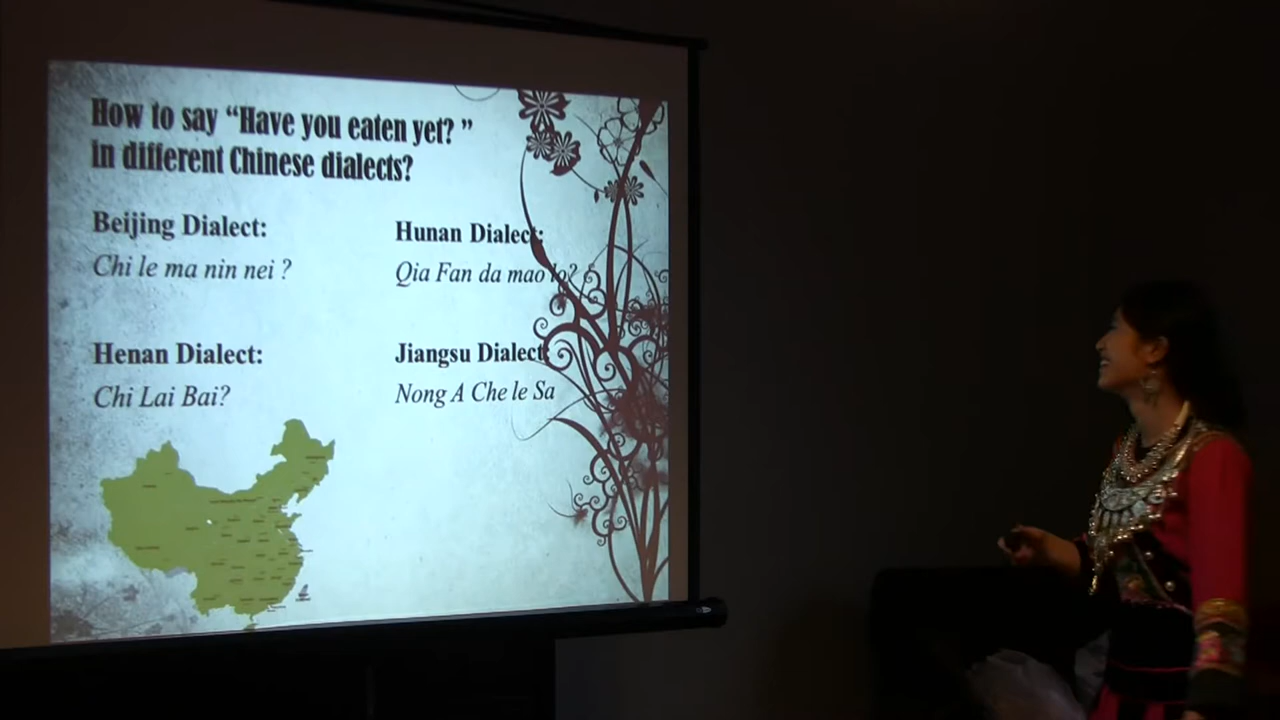 How to say “Have you eaten yet? ”
in different Chinese dialects?
Beijing Dialect:
Chi le ma nin nei ?
Hunan Dialect:
Qia Fan da mao lo?
Henan Dialect:
Chi Lai Bai?
Jiangsu Dialect:
Nong A Che le Sa